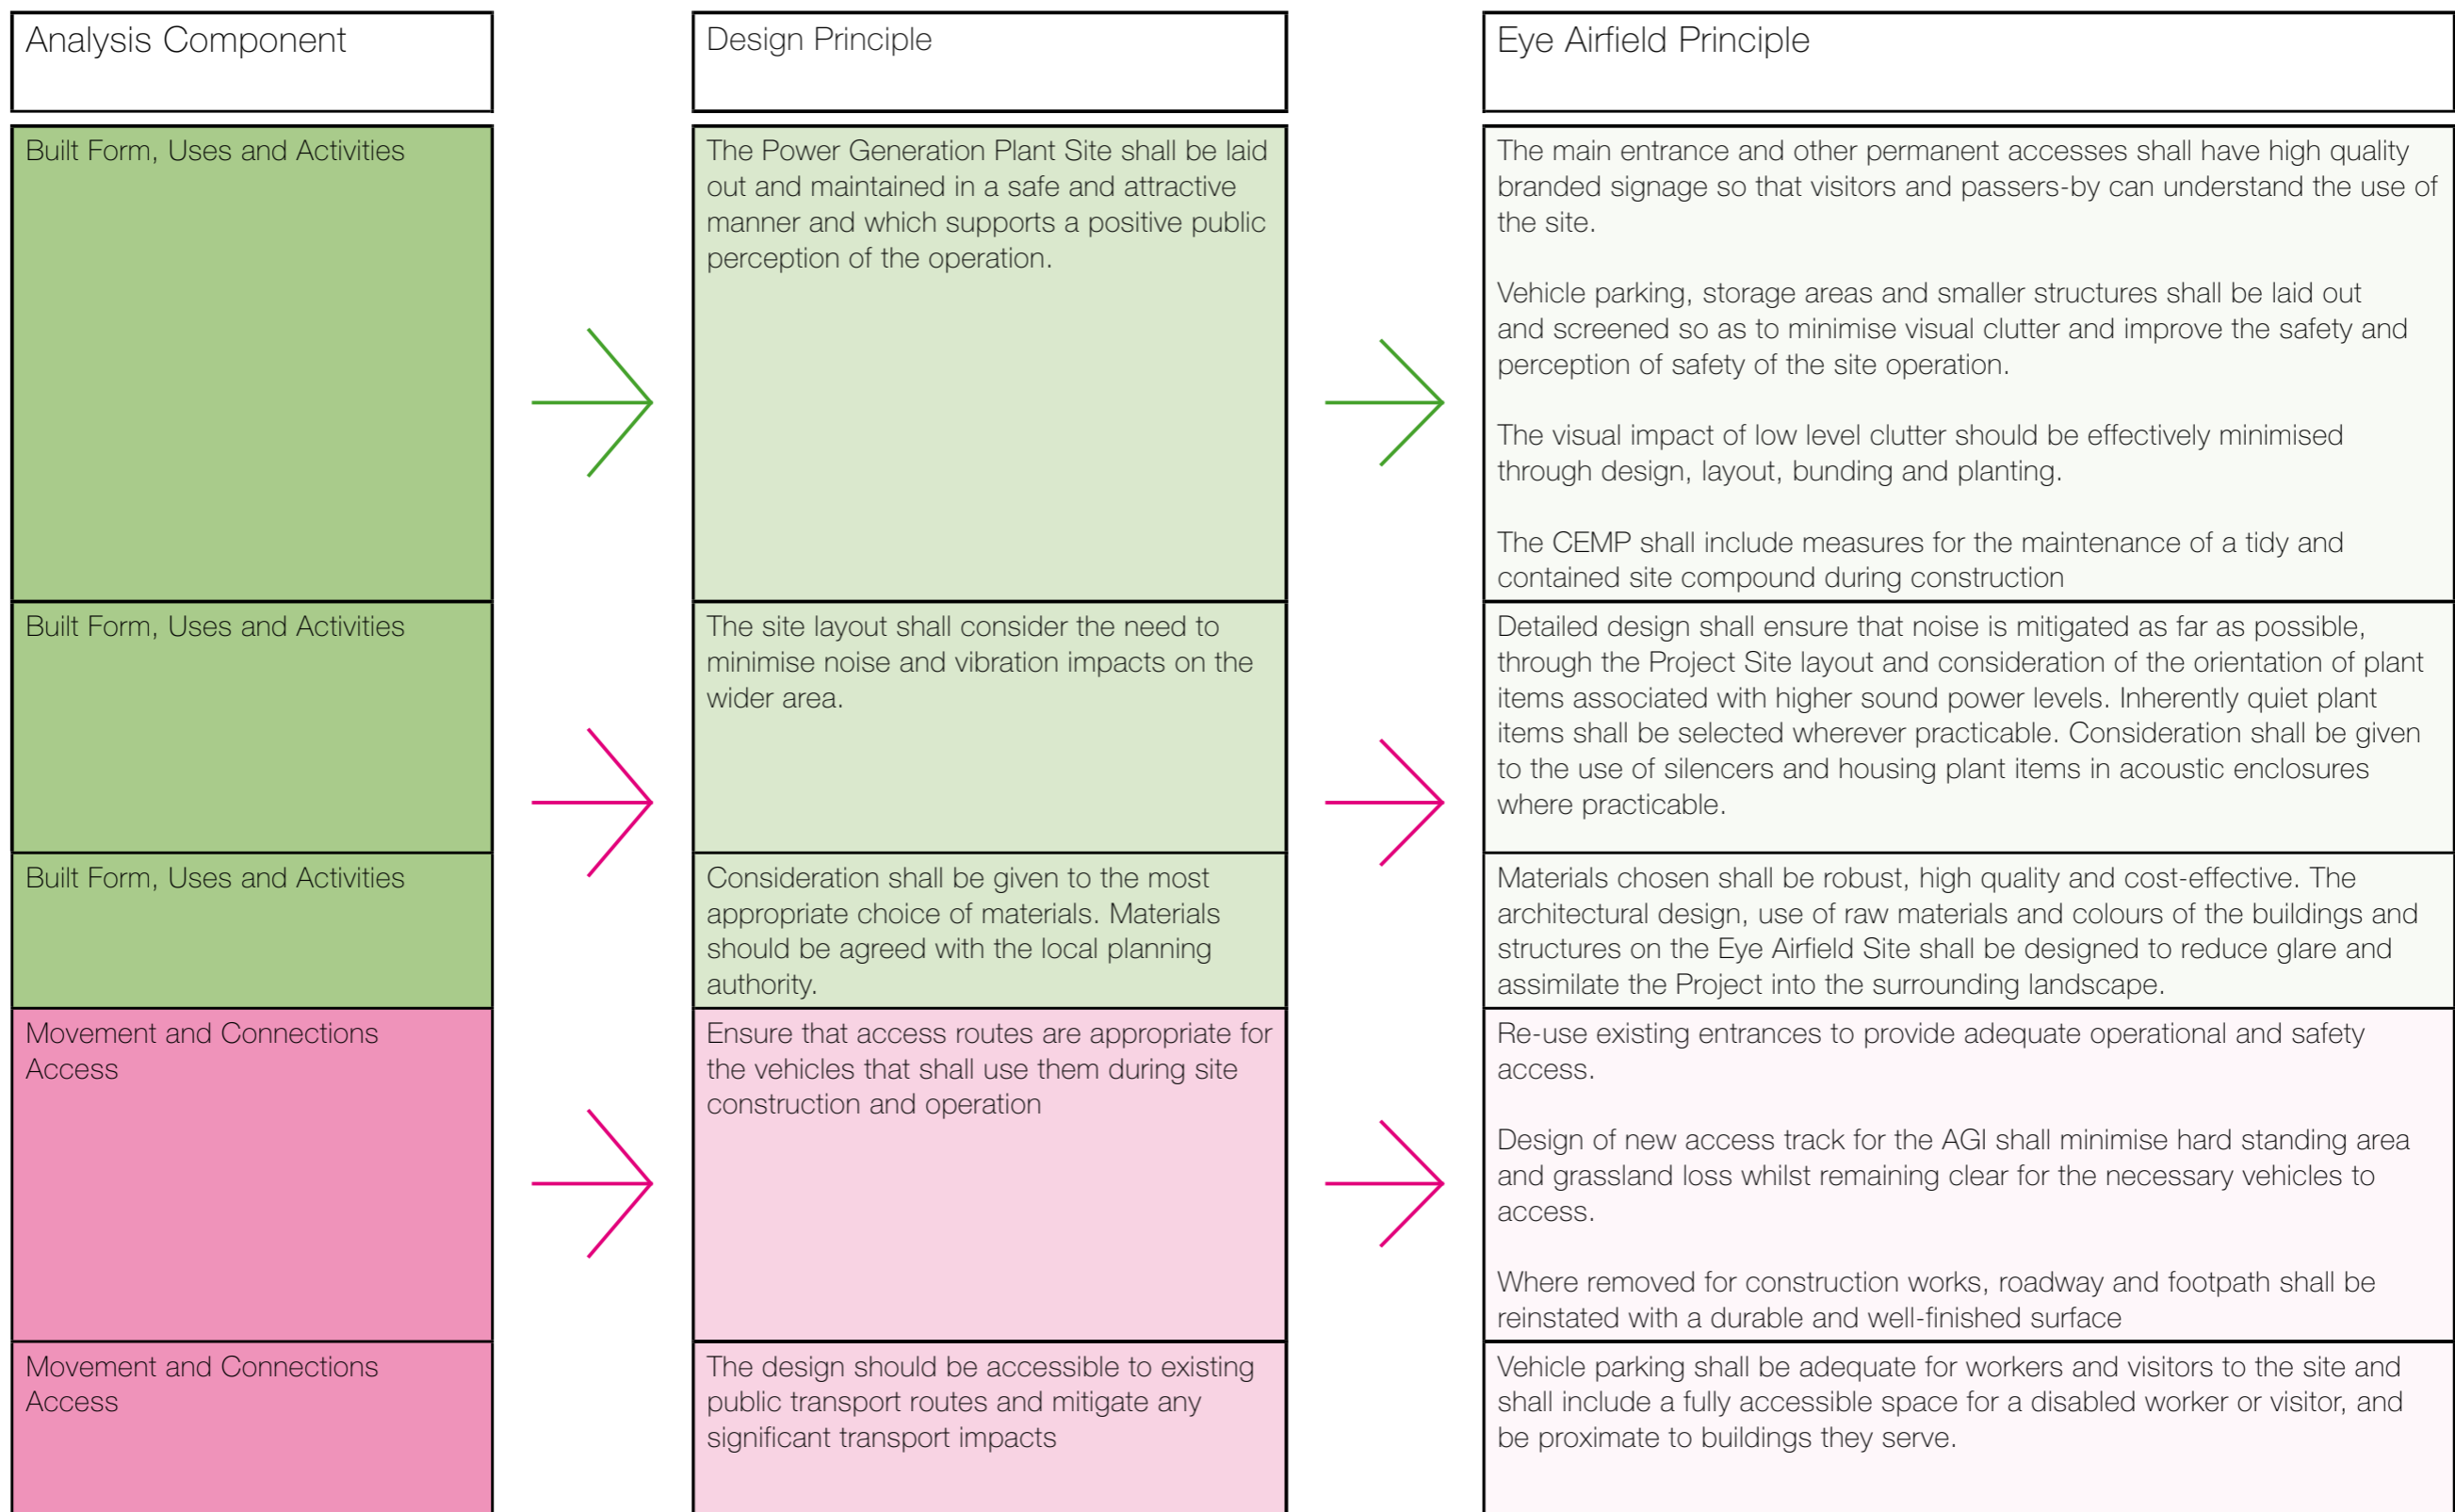 Analysis Component
Design Principle
Eye Airfield Principle
Built Form, Uses and Activities
The Power Generation Plant Site shall be laid
out and maintained in a safe and attractive
manner and which supports a positive public
perception of the operation.
The main entrance and other permanent accesses shall have high quality
branded signage so that visitors and passers-by can understand the use of
the site.
Vehicle parking, storage areas and smaller structures shall be laid out
and screened so as to minimise visual clutter and improve the safety and
perception of safety of the site operation.
The visual impact of low level clutter should be effectively minimised
through design, layout, bunding and planting.
The CEMP shall include measures for the maintenance of a tidy and
contained site compound during construction
Built Form, Uses and Activities
The site layout shall consider the need to
minimise noise and vibration impacts on the
wider area.
Detailed design shall ensure that noise is mitigated as far as possible,
through the Project Site layout and consideration of the orientation of plant
items associated with higher sound power levels. Inherently quiet plant
items shall be selected wherever practicable. Consideration shall be given
to the use of silencers and housing plant items in acoustic enclosures
where practicable.
Built Form, Uses and Activities
Consideration shall be given to the most
appropriate choice of materials. Materials
should be agreed with the local planning
authority.
Materials chosen shall be robust, high quality and cost-effective. The
architectural design, use of raw materials and colours of the buildings and
structures on the Eye Airfield Site shall be designed to reduce glare and
assimilate the Project into the surrounding landscape.
Movement and Connections
Access
Ensure that access routes are appropriate for
the vehicles that shall use them during site
construction and operation
Re-use existing entrances to provide adequate operational and safety
access.
Design of new access track for the AGI shall minimise hard standing area
and grassland loss whilst remaining clear for the necessary vehicles to
access.
Where removed for construction works, roadway and footpath shall be
reinstated with a durable and well-finished surface
Movement and Connections
Access
The design should be accessible to existing
public transport routes and mitigate any
significant transport impacts
Vehicle parking shall be adequate for workers and visitors to the site and
shall include a fully accessible space for a disabled worker or visitor, and
be proximate to buildings they serve.